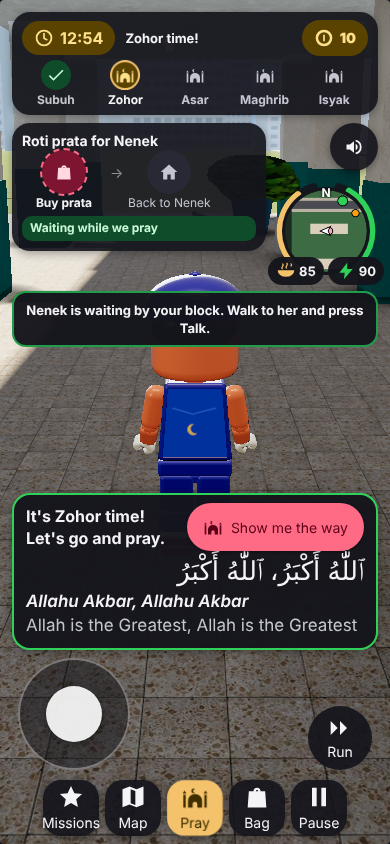 12:54
Zohor time!
10
Subuh
Zohor
Asar
Maghrib
Isyak
Roti prata for Nenek
Buy prata
→
Back to Nenek
Waiting while we pray
N
85
90
Nenek is waiting by your block. Walk to her and press
Talk.
It's Zohor time!
Let's go and pray.
Show me the way
ٱللَّهُ أَكْبَرُ، ٱللَّهُ أَكْبَرُ
Allahu Akbar, Allahu Akbar
Allah is the Greatest, Allah is the Greatest
Run
Missions
Map
Pray
Bag
Pause